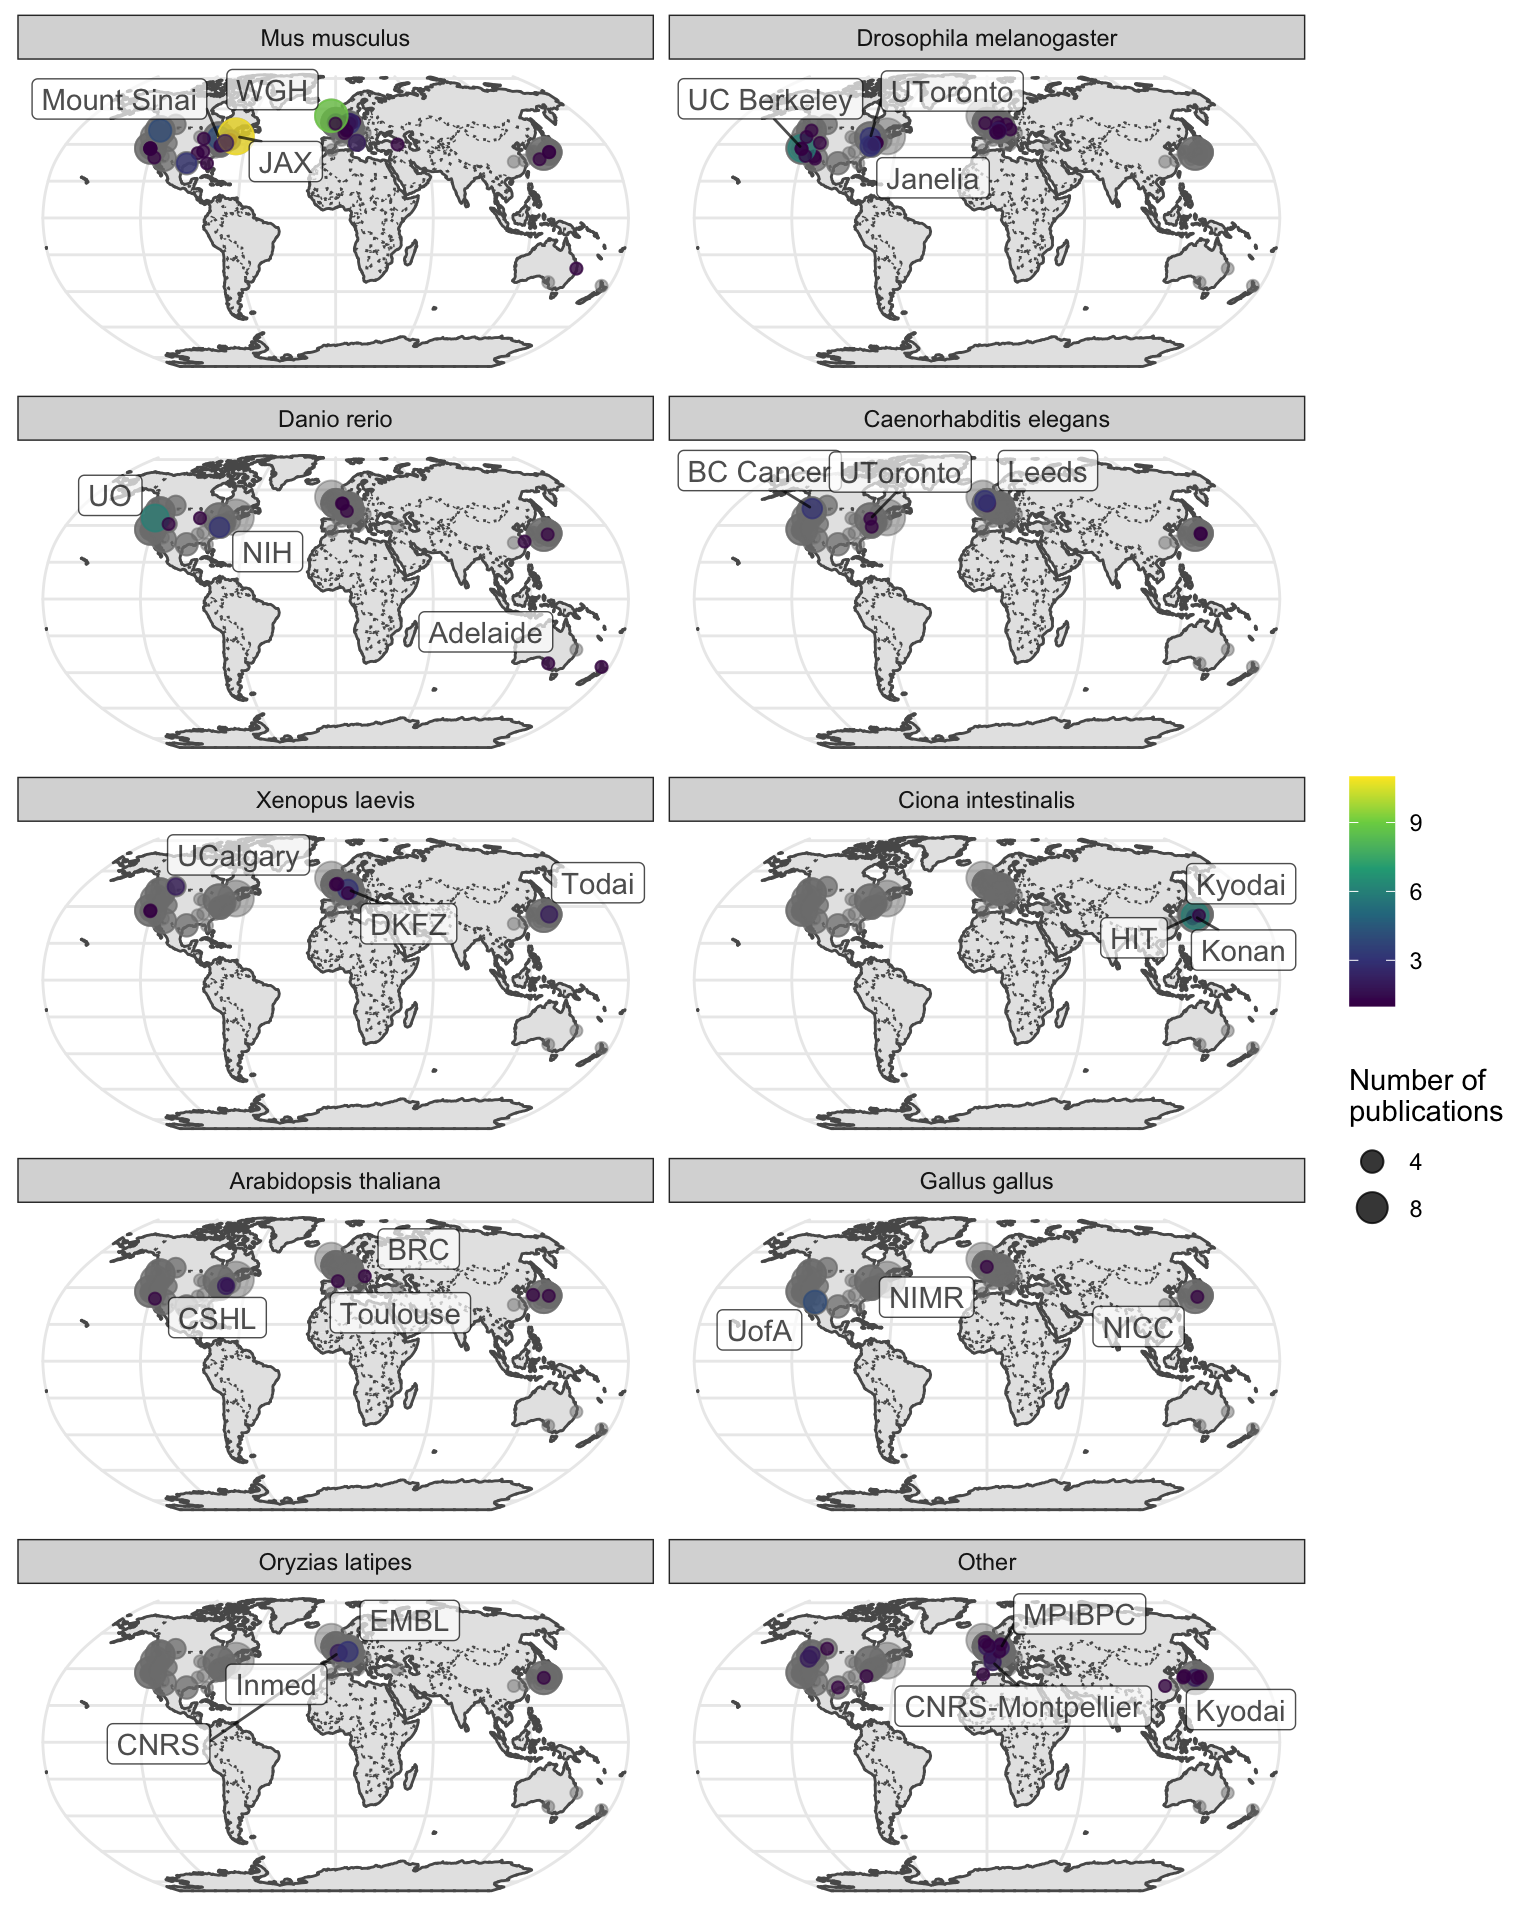 Mus musculus
Drosophila melanogaster
Mount Sinai
WGH
JAX
UC Berkeley
UToronto
Janelia
Danio rerio
Caenorhabditis elegans
UO
NIH
Adelaide
BC Cancer
UToronto
Leeds
Xenopus laevis
Ciona intestinalis
UCalgary
Todai
DKFZ
Kyodai
HIT
Konan
9
6
3
Number of
publications
4
8
Arabidopsis thaliana
Gallus gallus
BRC
CSHL
Toulouse
NIMR
UofA
NICC
Oryzias latipes
Other
EMBL
Inmed
CNRS
MPIBPC
CNRS-Montpellier
Kyodai